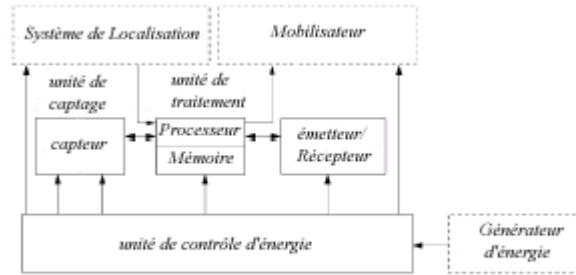 Système de Localisation
Mobilisateur
unité de
captage
unité de
traitement
capteur
Processeur
Mémoire
émetteur/
Récepteur
unité de contrôle d'énergie
Générateur
d'énergie